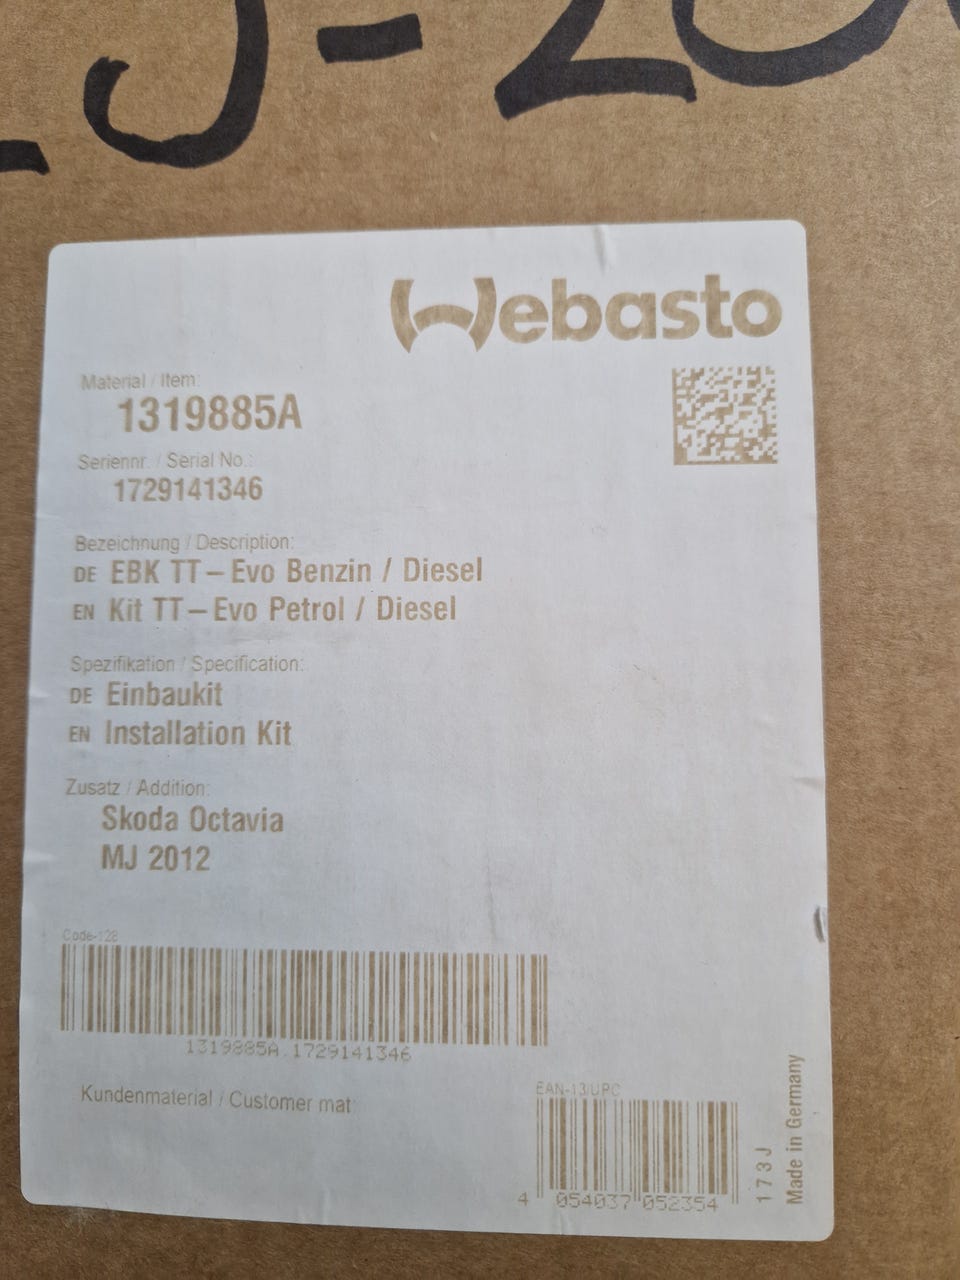 Webasto
Material / Item:
1319885A
Seriennr. / Serial No.:
1729141346
Bezeichnung / Description:
DE EBK TT-Evo Benzin / Diesel
EN Kit TT-Evo Petrol / Diesel
Spezifikation / Specification:
DE Einbaukit
EN Installation Kit
Zusatz / Addition:
Skoda Octavia
MJ 2012
Code-128
1319885A.1729141346
Kundenmaterial / Customer mat:
EAN-13/UPC
4 054037 052354
173J
Made in Germany